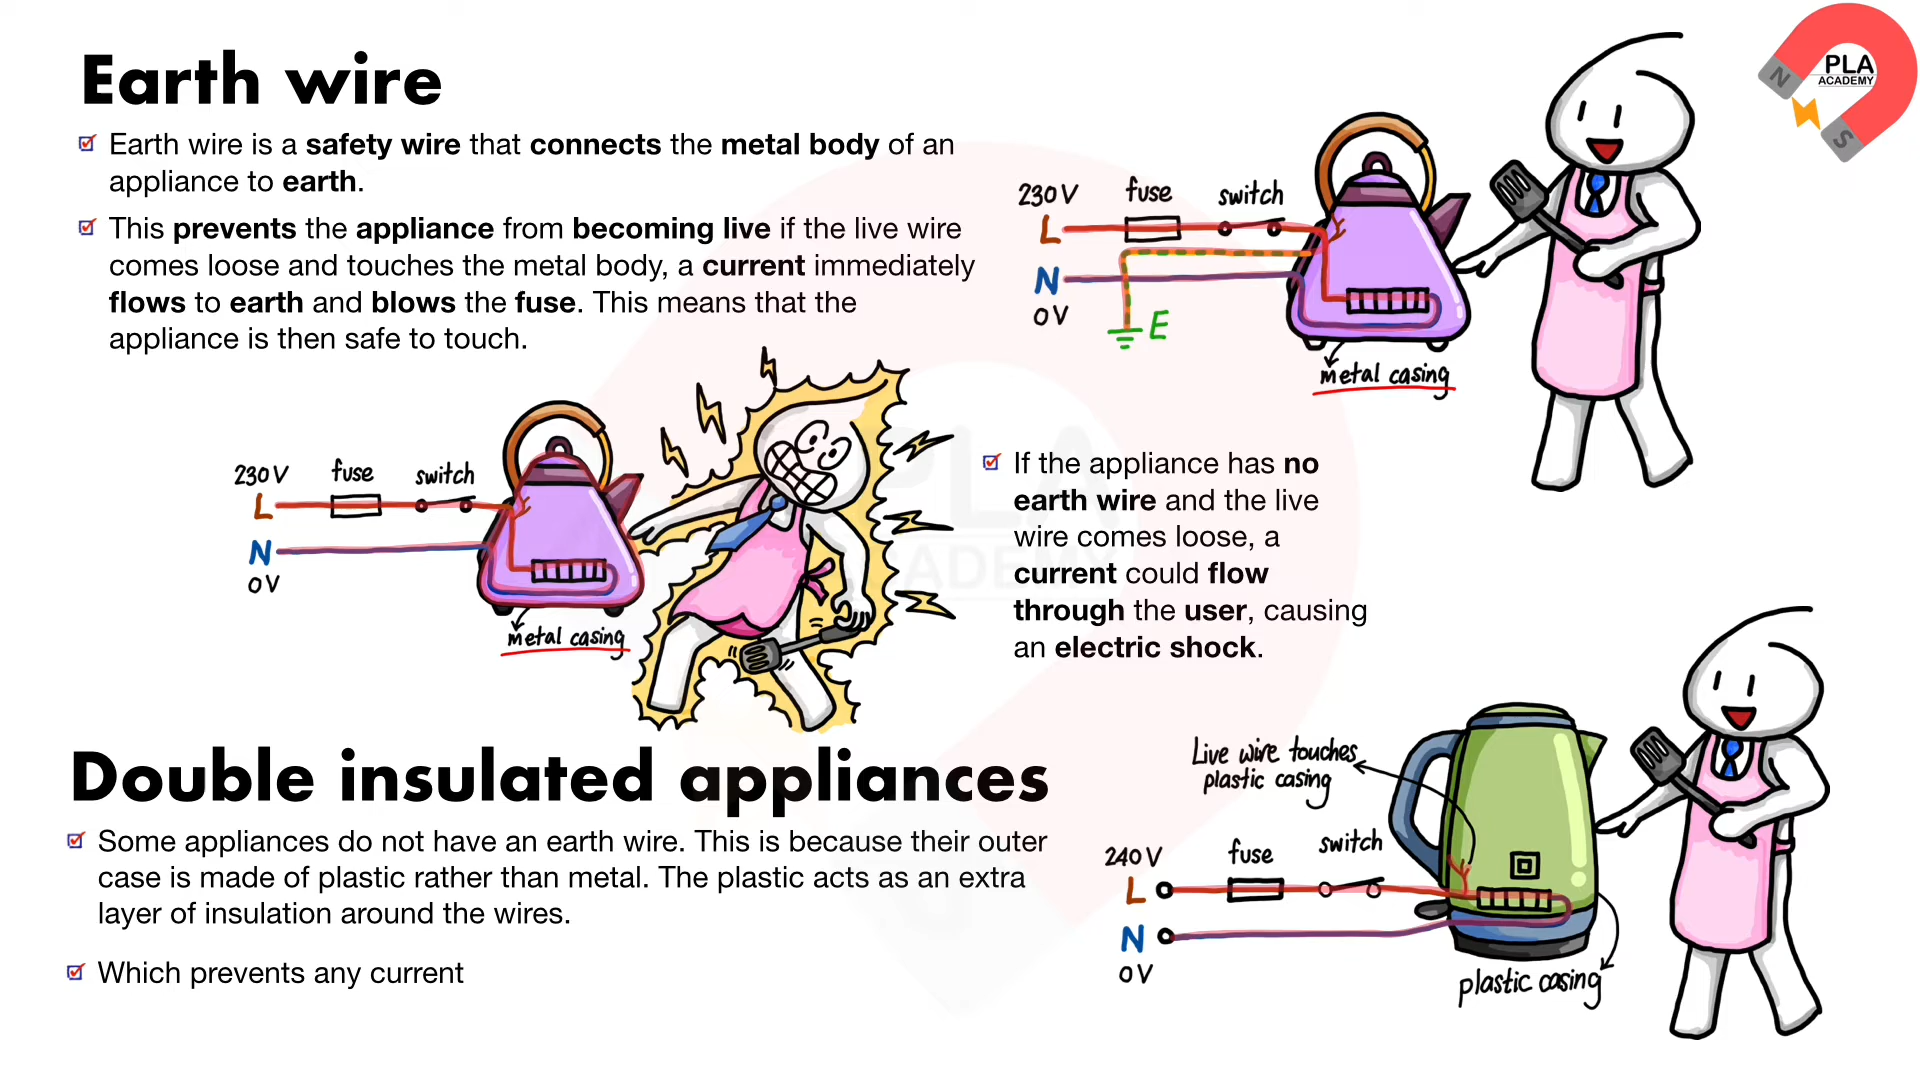 Earth wire
Earth wire is a safety wire that connects the metal body of an
appliance to earth.
This prevents the appliance from becoming live if the live wire
comes loose and touches the metal body, a current immediately
flows to earth and blows the fuse. This means that the
appliance is then safe to touch.
N
PLA
ACADEMY
S
230V
fuse
switch
L
N
0V
E
metal casing
230V
fuse
switch
L
N
0V
metal casing
If the appliance has no
earth wire and the live
wire comes loose, a
current could flow
through the user, causing
an electric shock.
PLA
ACADEMY
Double insulated appliances
Some appliances do not have an earth wire. This is because their outer
case is made of plastic rather than metal. The plastic acts as an extra
layer of insulation around the wires.
Which prevents any current
Live wire touches
plastic casing
240V
fuse
switch
L
N
0V
plastic casing